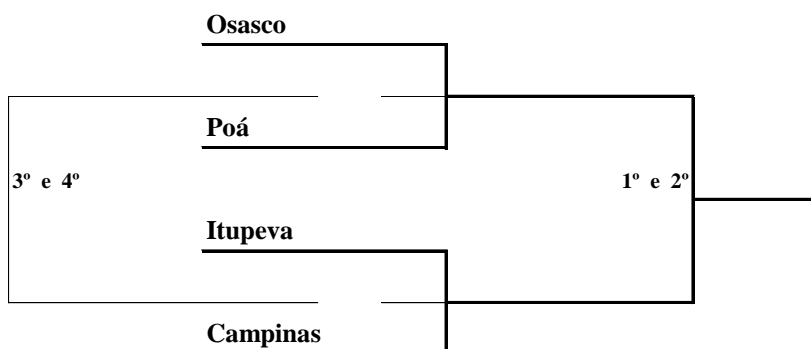 Osasco
Poá
3º e 4º
1º e 2º
Itupeva
Campinas